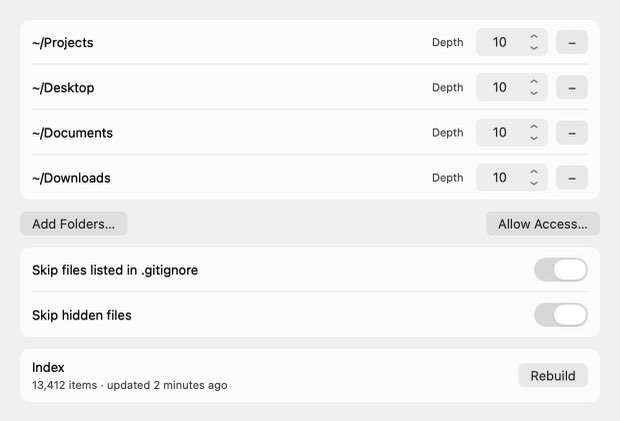 ~/Projects Depth 10 −
~/Desktop Depth 10 −
~/Documents Depth 10 −
~/Downloads Depth 10 −
Add Folders... Allow Access...
Skip files listed in .gitignore
Skip hidden files
Index
13,412 items · updated 2 minutes ago
Rebuild